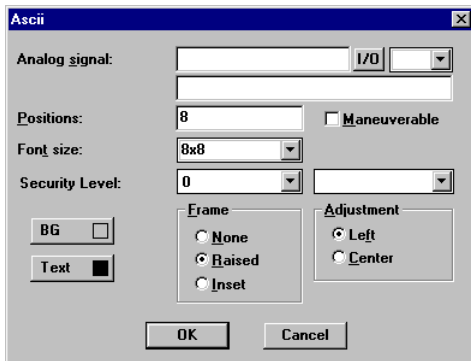 Ascii
Analog signal: I/O
Positions: 8 Maneuverable
Font size: 8x8
Security Level: 0
Frame Adjustment
BG None Left
Text Raised Center
Inset
OK Cancel